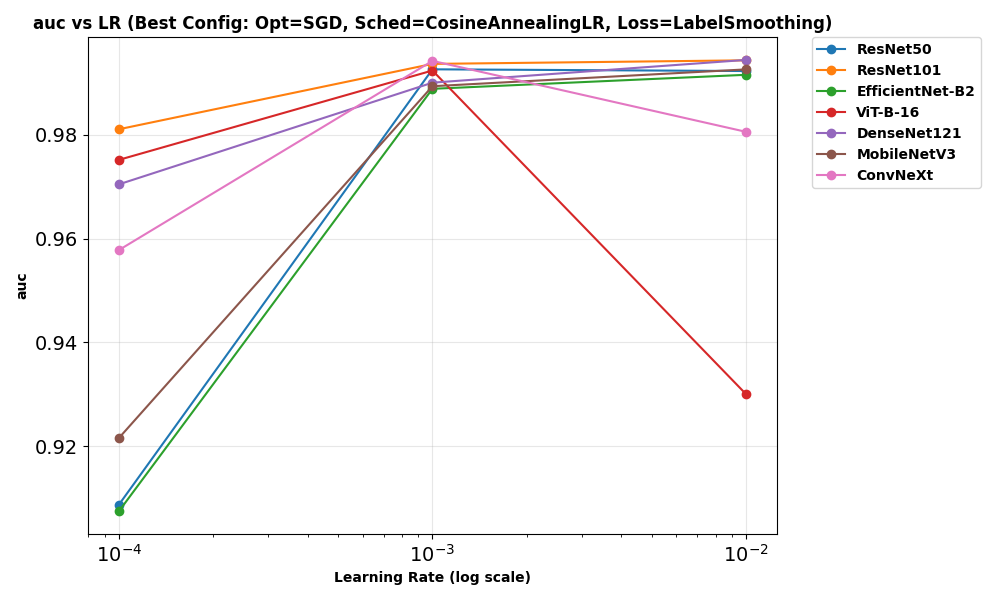 auc vs LR (Best Config: Opt=SGD, Sched=CosineAnnealingLR, Loss=LabelSmoothing)
ResNet50
ResNet101
EfficientNet-B2
ViT-B-16
DenseNet121
MobileNetV3
ConvNeXt
auc
0.98
0.96
0.94
0.92
10⁻⁴ 10⁻³ 10⁻²
Learning Rate (log scale)